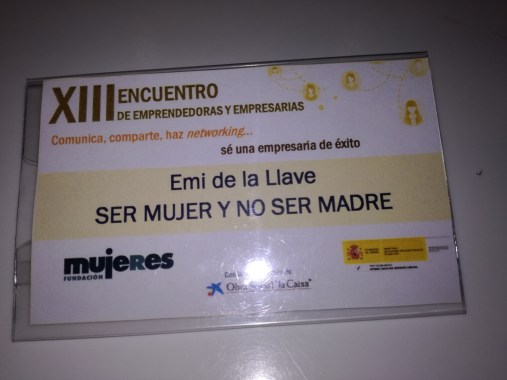 XIII ENCUENTRO
DE EMPRENDEDORAS Y EMPRESARIAS
Comunica, comparte, haz networking...
sé una empresaria de éxito
Emi de la Llave
SER MUJER Y NO SER MADRE
mujeres
FUNDACIÓN
Obra Social "la Caixa"